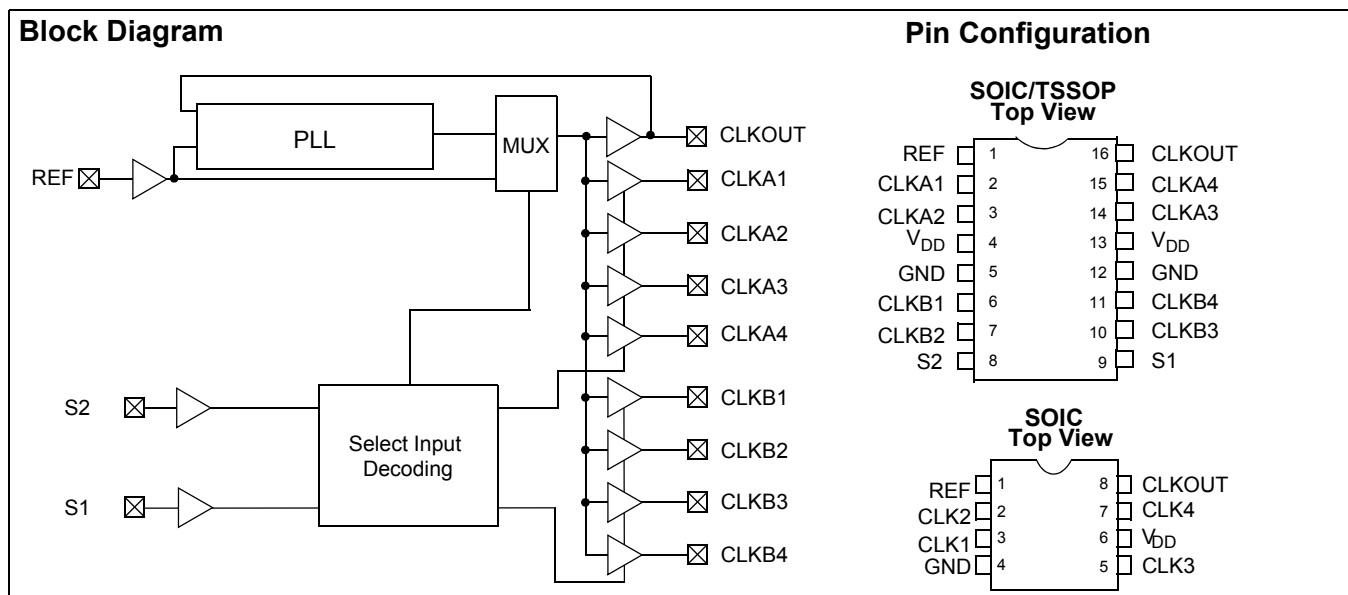 Block Diagram
PLL
MUX
REF
CLKOUT
CLKA1
CLKA2
CLKA3
CLKA4
S2
S1
Select Input
Decoding
CLKB1
CLKB2
CLKB3
CLKB4
Pin Configuration
SOIC/TSSOP
Top View
REF 1 16 CLKOUT
CLKA1 2 15 CLKA4
CLKA2 3 14 CLKA3
VDD 4 13 VDD
GND 5 12 GND
CLKB1 6 11 CLKB4
CLKB2 7 10 CLKB3
S2 8 9 S1
SOIC
Top View
REF 1 8 CLKOUT
CLK2 2 7 CLK4
CLK1 3 6 VDD
GND 4 5 CLK3